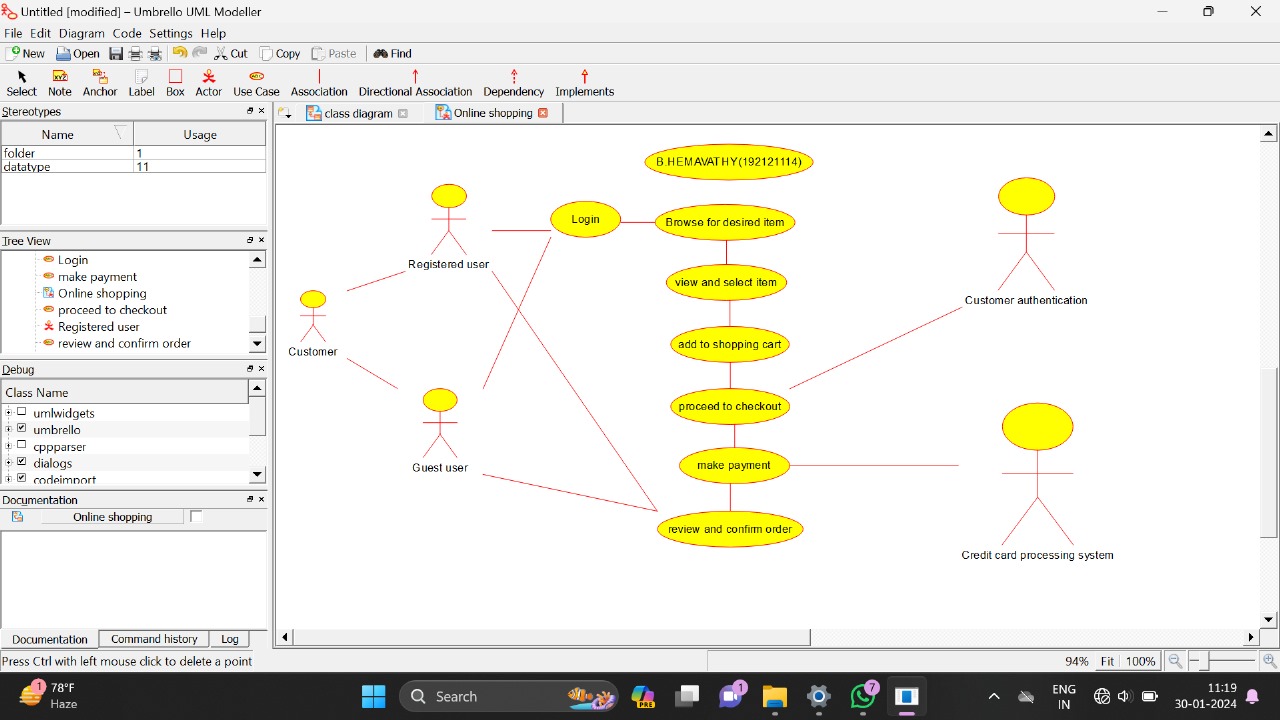 Untitled [modified] – Umbrello UML Modeller
File Edit Diagram Code Settings Help
New Open Cut Copy Paste Find
Select Note Anchor Label Box Actor Use Case Association Directional Association Dependency Implements
Stereotypes
Name Usage
folder 1
datatype 11
Tree View
Login
make payment
Online shopping
proceed to checkout
Registered user
review and confirm order
Debug
Class Name
umlwidgets
umbrello
cppparser
dialogs
codeimport
Documentation
Online shopping
Documentation Command history Log
Press Ctrl with left mouse click to delete a point
class diagram Online shopping
B.HEMAVATHY(192121114)
Login
Browse for desired item
Registered user
view and select item
Customer authentication
Customer
add to shopping cart
proceed to checkout
Guest user
make payment
review and confirm order
Credit card processing system
94% Fit 100%
1
78°F
Haze
Search
PRE
1
7
ENG
IN
11:19
30-01-2024